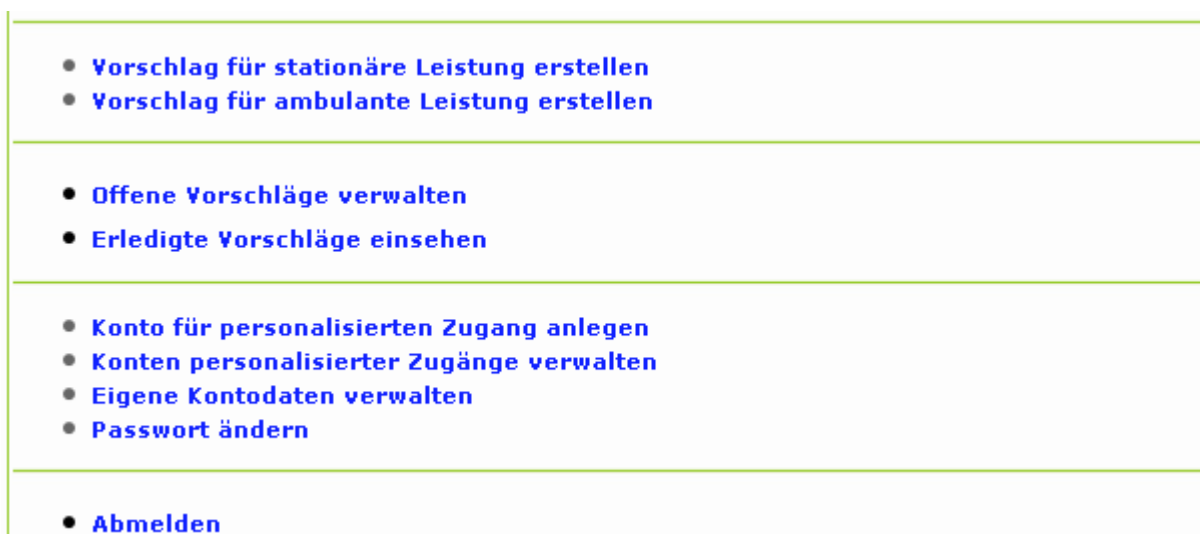 Vorschlag für stationäre Leistung erstellen
Vorschlag für ambulante Leistung erstellen
Offene Vorschläge verwalten
Erledigte Vorschläge einsehen
Konto für personalisierten Zugang anlegen
Konten personalisierter Zugänge verwalten
Eigene Kontodaten verwalten
Passwort ändern
Abmelden